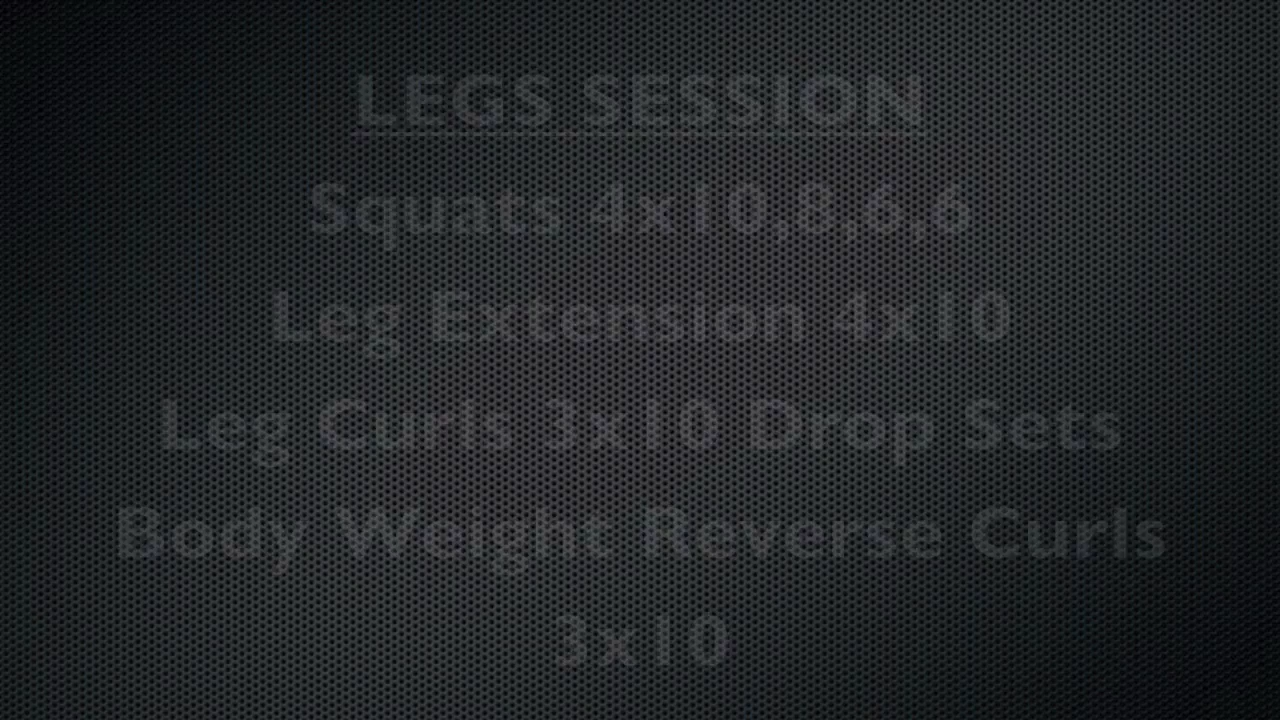 LEGS SESSION
Squats 4x10,8,6,6
Leg Extension 4x10
Leg Curls 3x10 Drop Sets
Body Weight Reverse Curls
3x10